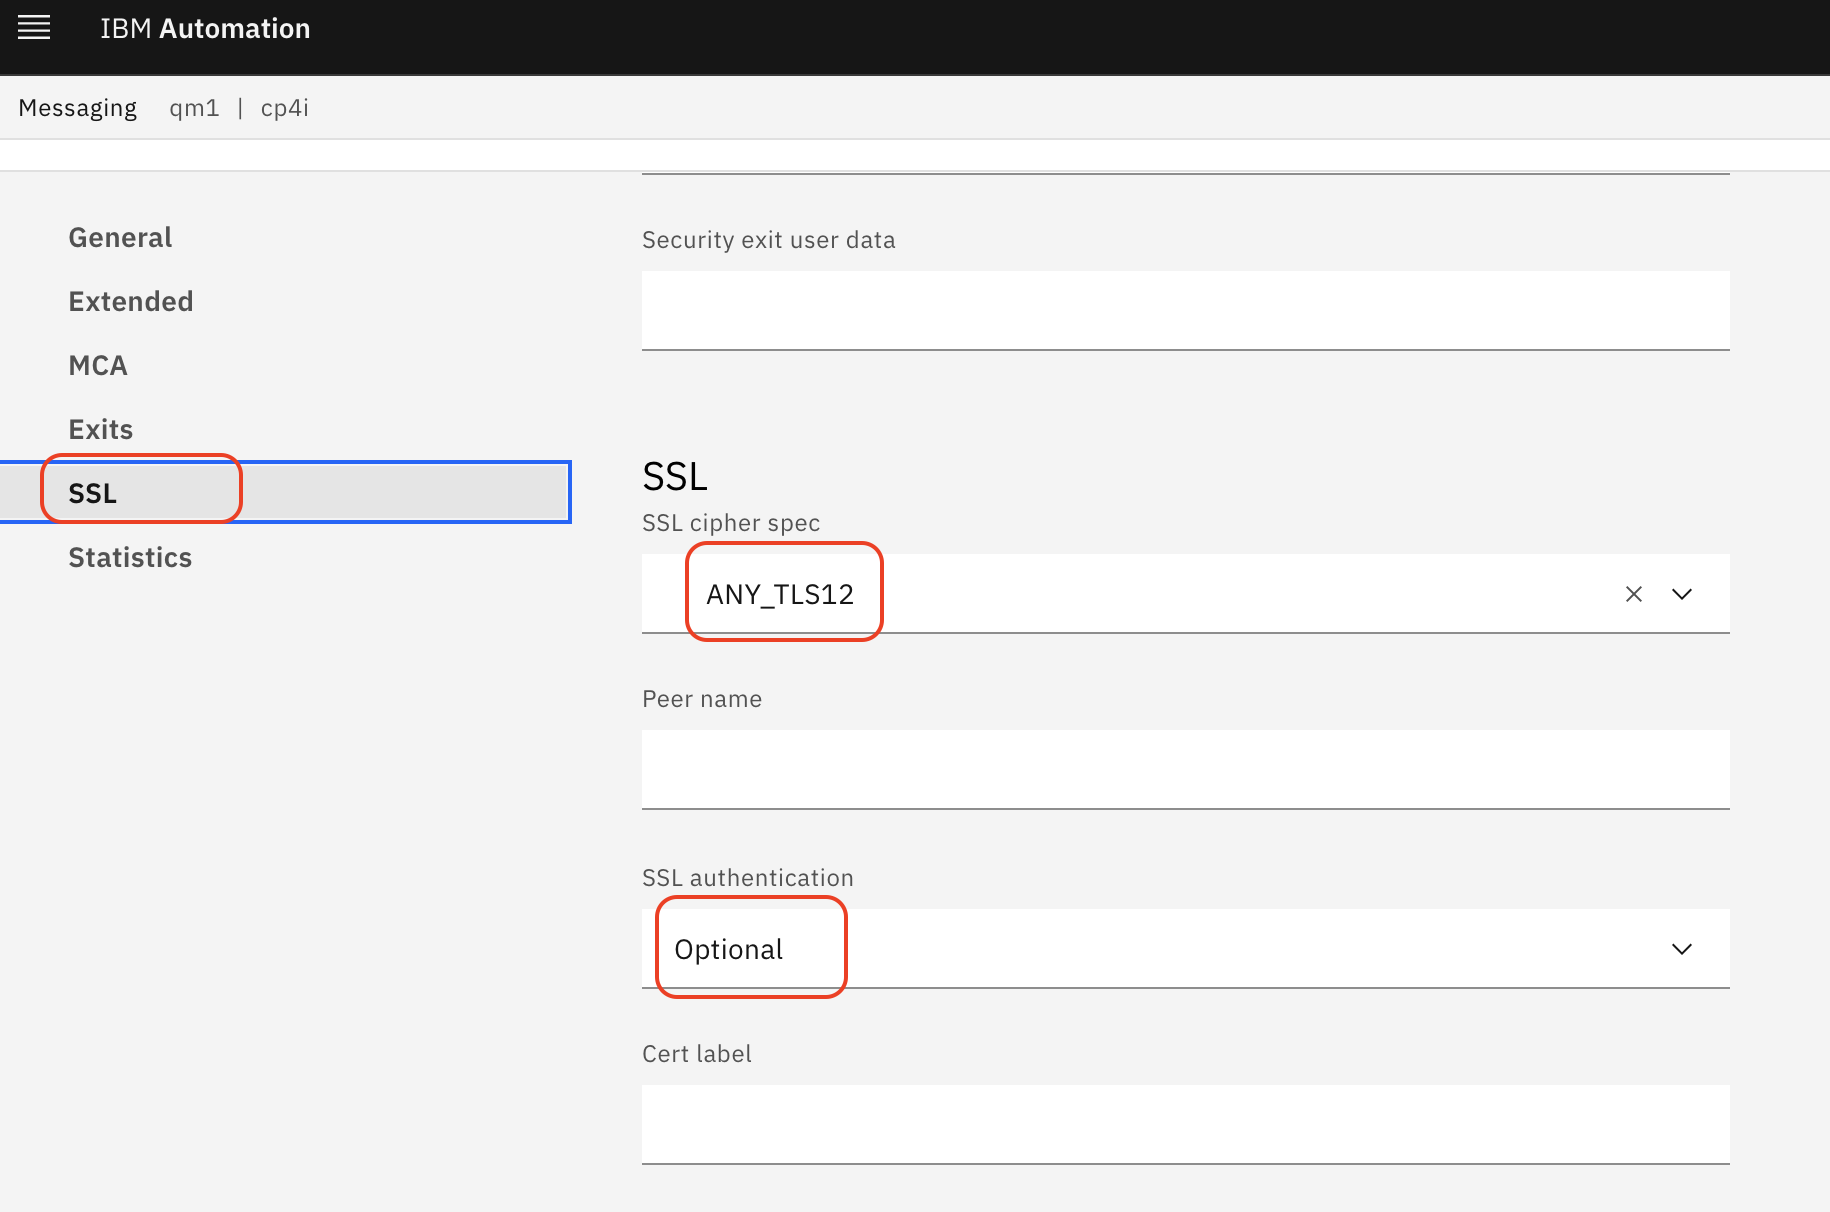 IBM Automation
Messaging qm1 | cp4i
General
Extended
MCA
Exits
SSL
Statistics
Security exit user data
SSL
SSL cipher spec
ANY_TLS12
Peer name
SSL authentication
Optional
Cert label